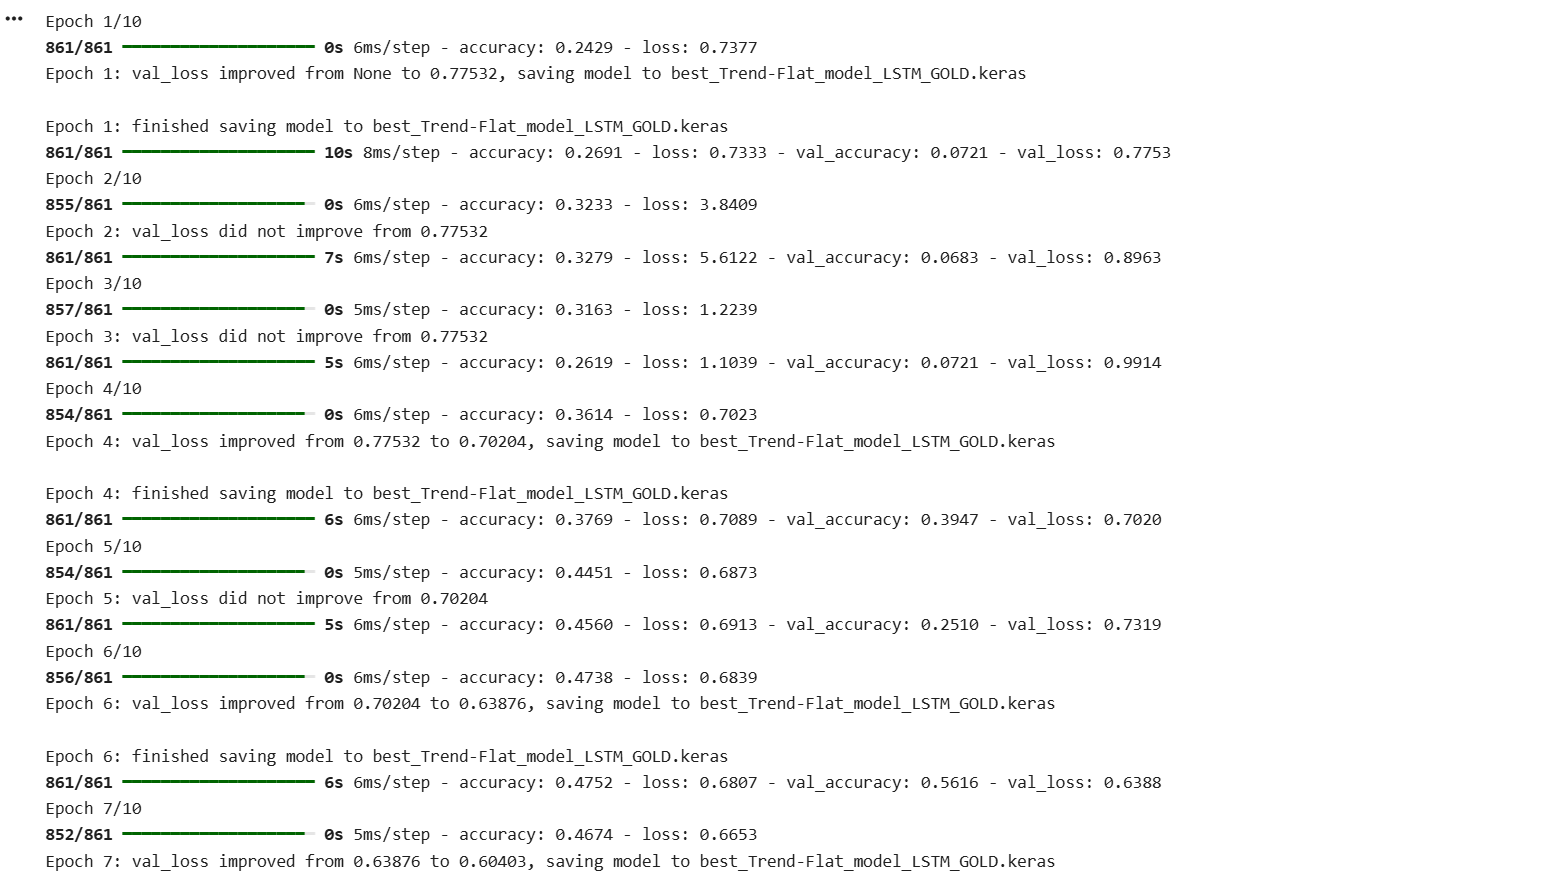 Epoch 1/10
861/861 0s 6ms/step - accuracy: 0.2429 - loss: 0.7377
Epoch 1: val_loss improved from None to 0.77532, saving model to best_Trend-Flat_model_LSTM_GOLD.keras
Epoch 1: finished saving model to best_Trend-Flat_model_LSTM_GOLD.keras
861/861 10s 8ms/step - accuracy: 0.2691 - loss: 0.7333 - val_accuracy: 0.0721 - val_loss: 0.7753
Epoch 2/10
855/861 0s 6ms/step - accuracy: 0.3233 - loss: 3.8409
Epoch 2: val_loss did not improve from 0.77532
861/861 7s 6ms/step - accuracy: 0.3279 - loss: 5.6122 - val_accuracy: 0.0683 - val_loss: 0.8963
Epoch 3/10
857/861 0s 5ms/step - accuracy: 0.3163 - loss: 1.2239
Epoch 3: val_loss did not improve from 0.77532
861/861 5s 6ms/step - accuracy: 0.2619 - loss: 1.1039 - val_accuracy: 0.0721 - val_loss: 0.9914
Epoch 4/10
854/861 0s 6ms/step - accuracy: 0.3614 - loss: 0.7023
Epoch 4: val_loss improved from 0.77532 to 0.70204, saving model to best_Trend-Flat_model_LSTM_GOLD.keras
Epoch 4: finished saving model to best_Trend-Flat_model_LSTM_GOLD.keras
861/861 6s 6ms/step - accuracy: 0.3769 - loss: 0.7089 - val_accuracy: 0.3947 - val_loss: 0.7020
Epoch 5/10
854/861 0s 5ms/step - accuracy: 0.4451 - loss: 0.6873
Epoch 5: val_loss did not improve from 0.70204
861/861 5s 6ms/step - accuracy: 0.4560 - loss: 0.6913 - val_accuracy: 0.2510 - val_loss: 0.7319
Epoch 6/10
856/861 0s 6ms/step - accuracy: 0.4738 - loss: 0.6839
Epoch 6: val_loss improved from 0.70204 to 0.63876, saving model to best_Trend-Flat_model_LSTM_GOLD.keras
Epoch 6: finished saving model to best_Trend-Flat_model_LSTM_GOLD.keras
861/861 6s 6ms/step - accuracy: 0.4752 - loss: 0.6807 - val_accuracy: 0.5616 - val_loss: 0.6388
Epoch 7/10
852/861 0s 5ms/step - accuracy: 0.4674 - loss: 0.6653
Epoch 7: val_loss improved from 0.63876 to 0.60403, saving model to best_Trend-Flat_model_LSTM_GOLD.keras